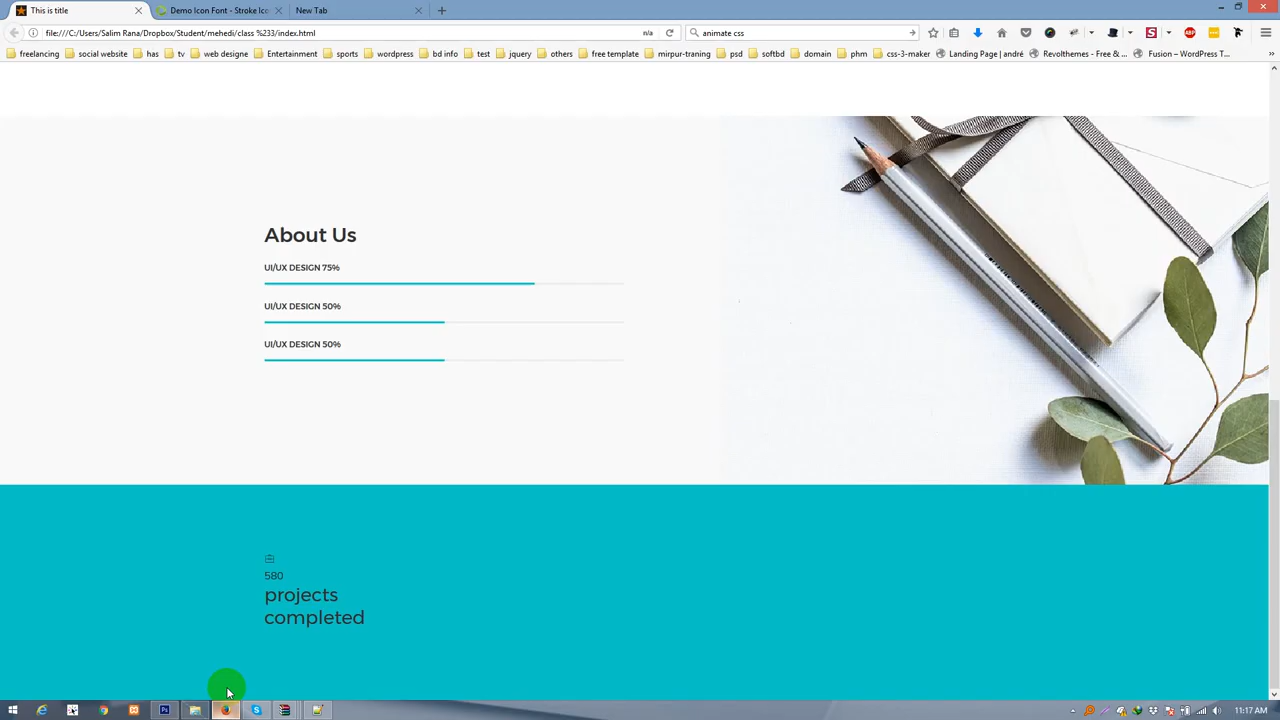 This is title
Demo Icon Font - Stroke Ico
New Tab
file:///C:/Users/Salim Rana/Dropbox/Student/mehedi/class %233/index.html
n/a
animate css
freelancing
social website
has
tv
web designe
Entertainment
sports
wordpress
bd info
test
jquery
others
free template
mirpur-traning
psd
softbd
domain
phm
css-3-maker
Landing Page | andré
Revolthemes - Free & ...
Fusion – WordPress T...
About Us
UI/UX DESIGN 75%
UI/UX DESIGN 50%
UI/UX DESIGN 50%
580
projects
completed
11:17 AM